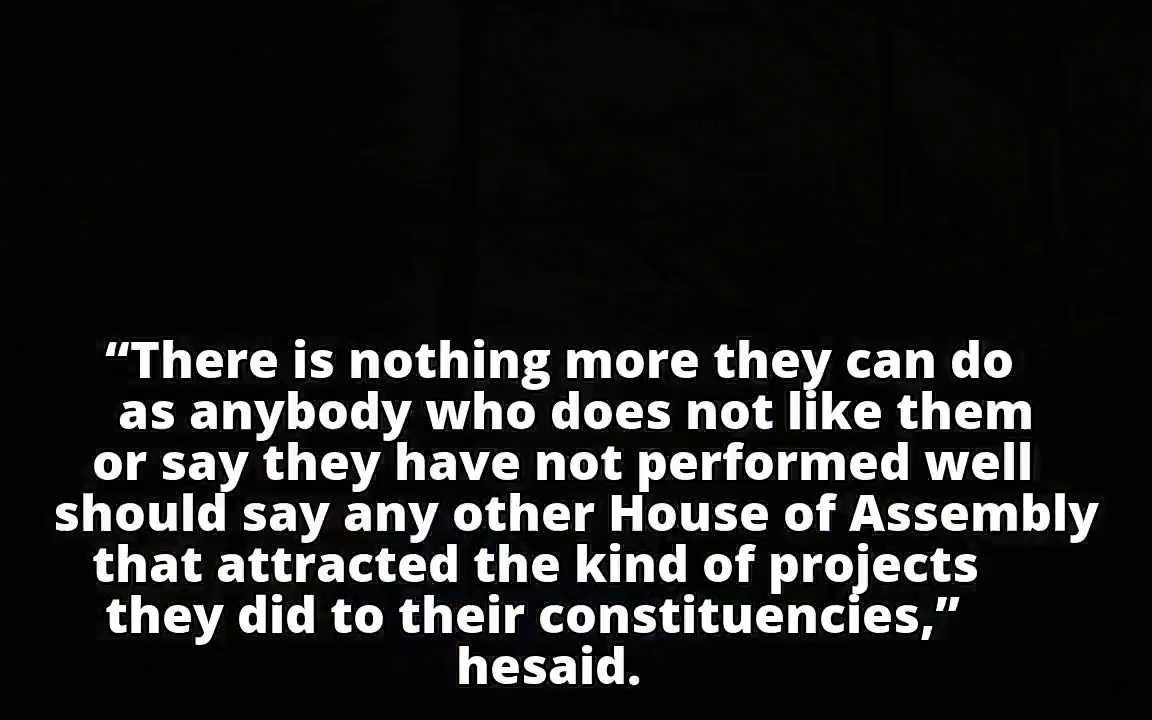 “There is nothing more they can do
as anybody who does not like them
or say they have not performed well
should say any other House of Assembly
that attracted the kind of projects
they did to their constituencies,”
hesaid.